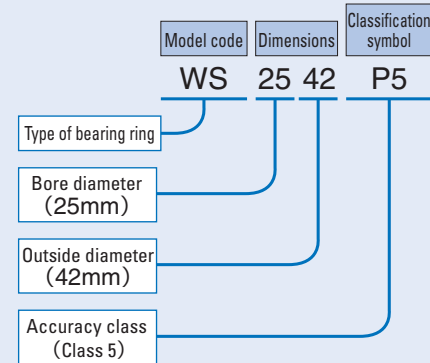 Model code Dimensions Classification
symbol
WS 25 42 P5
Type of bearing ring
Bore diameter
(25mm)
Outside diameter
(42mm)
Accuracy class
(Class 5)